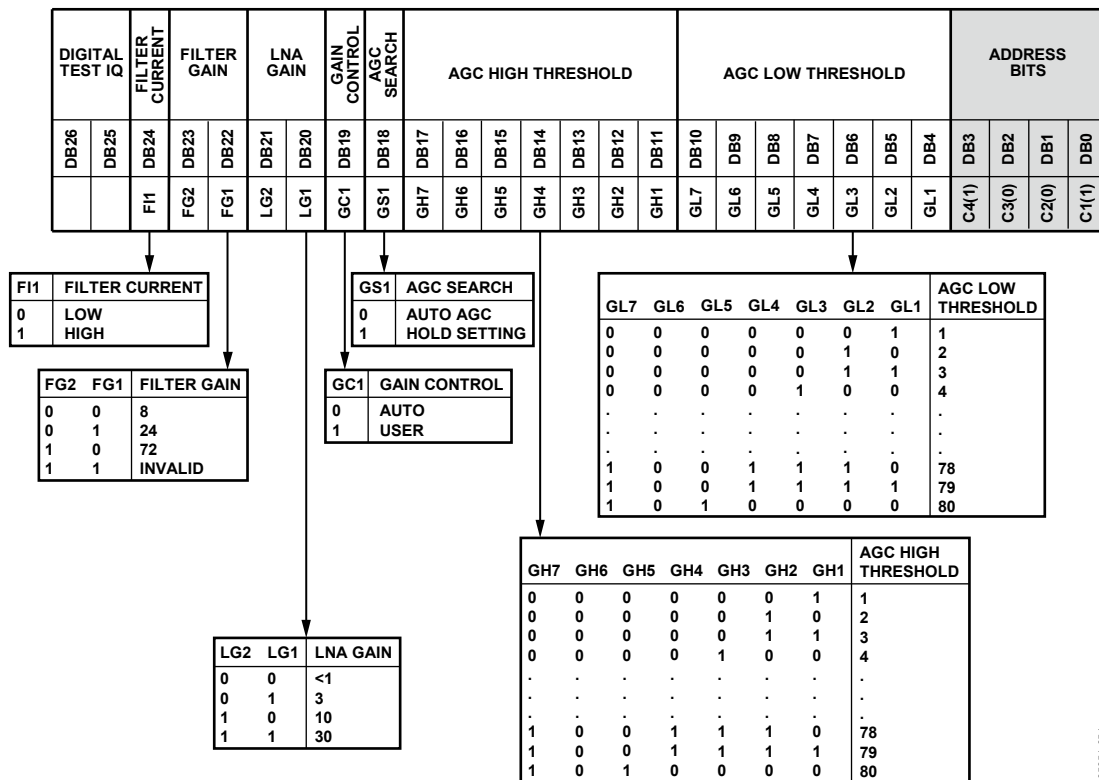 DIGITAL TEST IQ
FILTER CURRENT
FILTER GAIN
LNA GAIN
GAIN CONTROL
AGC SEARCH
AGC HIGH THRESHOLD
AGC LOW THRESHOLD
ADDRESS BITS
DB26 DB25 DB24 DB23 DB22 DB21 DB20 DB19 DB18 DB17 DB16 DB15 DB14 DB13 DB12 DB11 DB10 DB9 DB8 DB7 DB6 DB5 DB4 DB3 DB2 DB1 DB0
FI1 FG2 FG1 LG2 LG1 GC1 GS1 GH7 GH6 GH5 GH4 GH3 GH2 GH1 GL7 GL6 GL5 GL4 GL3 GL2 GL1 C4(1) C3(0) C2(0) C1(1)
FI1 FILTER CURRENT
0 LOW
1 HIGH
GS1 AGC SEARCH
0 AUTO AGC
1 HOLD SETTING
FG2 FG1 FILTER GAIN
0 0 8
0 1 24
1 0 72
1 1 INVALID
GC1 GAIN CONTROL
0 AUTO
1 USER
GL7 GL6 GL5 GL4 GL3 GL2 GL1 AGC LOW THRESHOLD
0 0 0 0 0 0 1 1
0 0 0 0 0 1 0 2
0 0 0 0 0 1 1 3
0 0 0 0 1 0 0 4
. . . . . . . .
. . . . . . . .
. . . . . . . .
1 0 0 1 1 1 0 78
1 0 0 1 1 1 1 79
1 0 1 0 0 0 0 80
GH7 GH6 GH5 GH4 GH3 GH2 GH1 AGC HIGH THRESHOLD
0 0 0 0 0 0 1 1
0 0 0 0 0 1 0 2
0 0 0 0 0 1 1 3
0 0 0 0 1 0 0 4
. . . . . . . .
. . . . . . . .
. . . . . . . .
1 0 0 1 1 1 0 78
1 0 0 1 1 1 1 79
1 0 1 0 0 0 0 80
LG2 LG1 LNA GAIN
0 0 <1
0 1 3
1 0 10
1 1 30